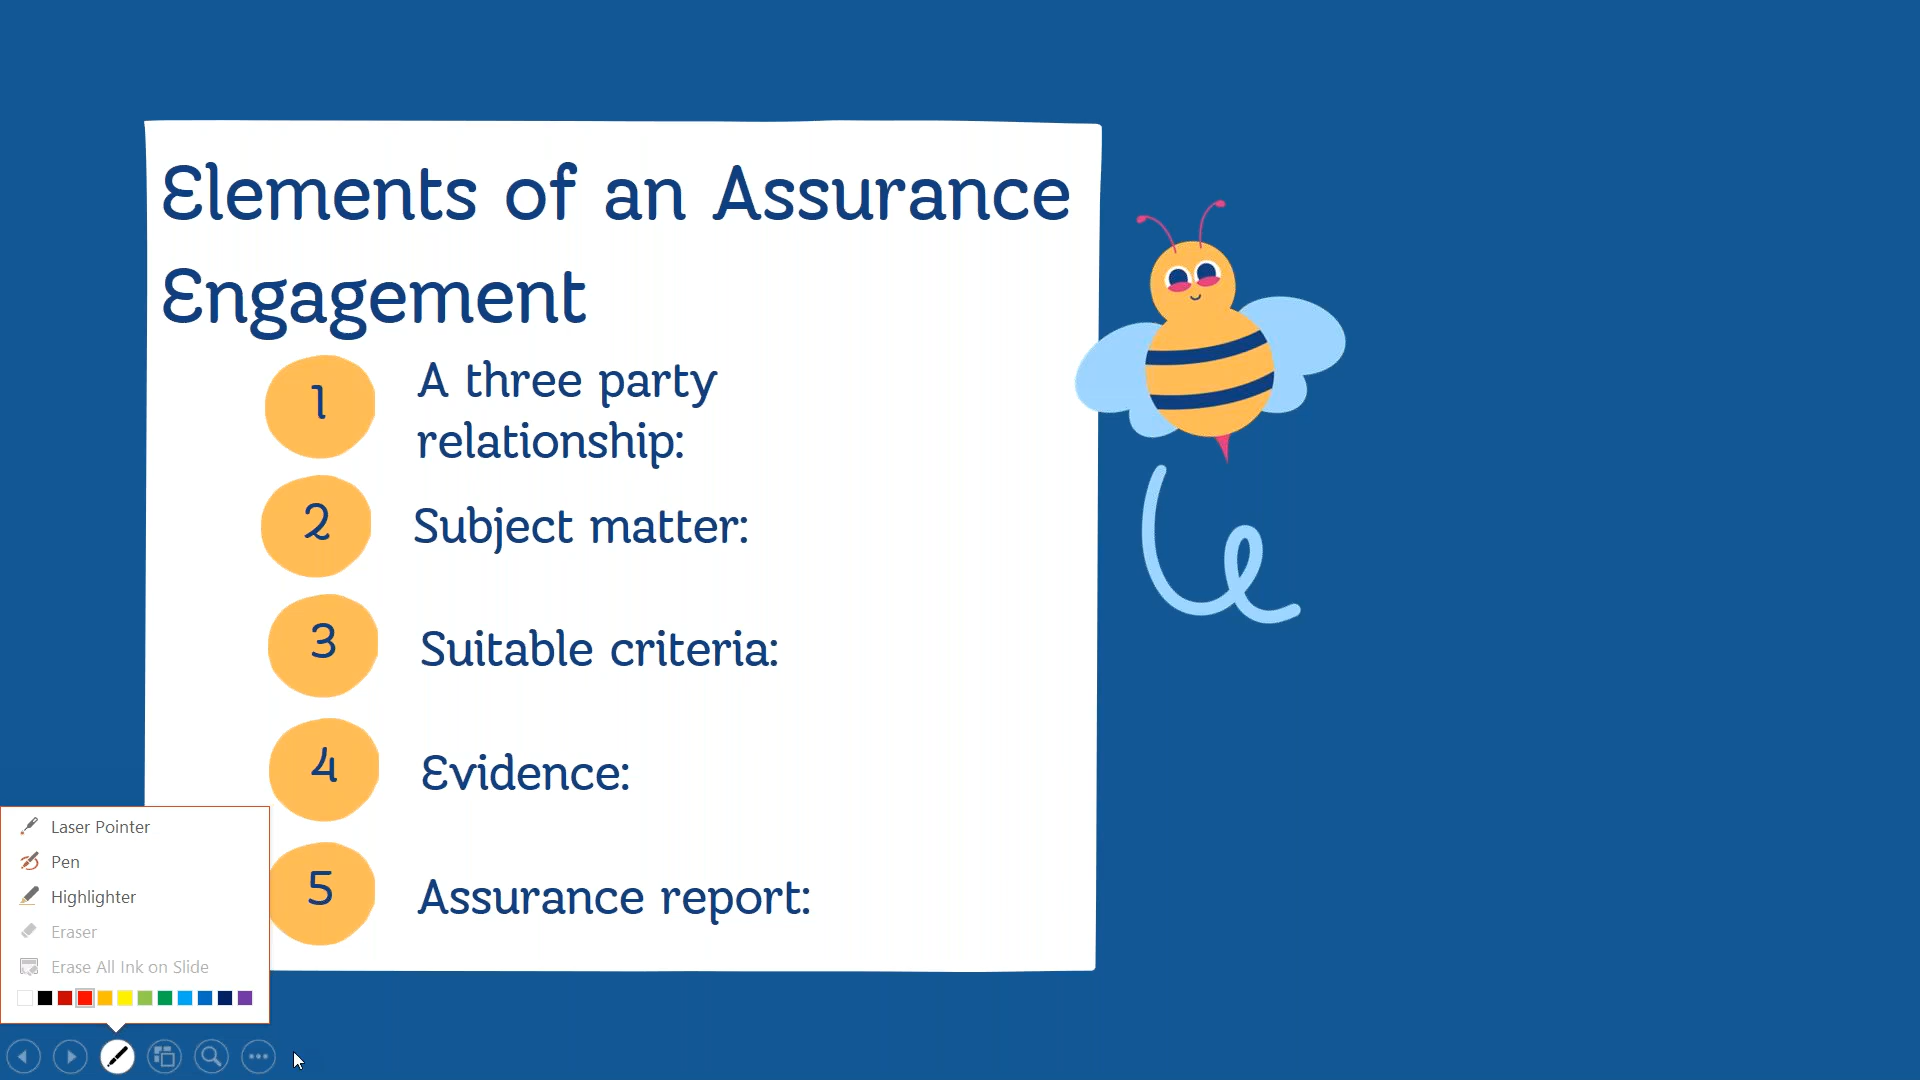 Elements of an Assurance
Engagement
1
A three party
relationship:
2
Subject matter:
3
Suitable criteria:
4
Evidence:
5
Assurance report:
Laser Pointer
Pen
Highlighter
Eraser
Erase All Ink on Slide